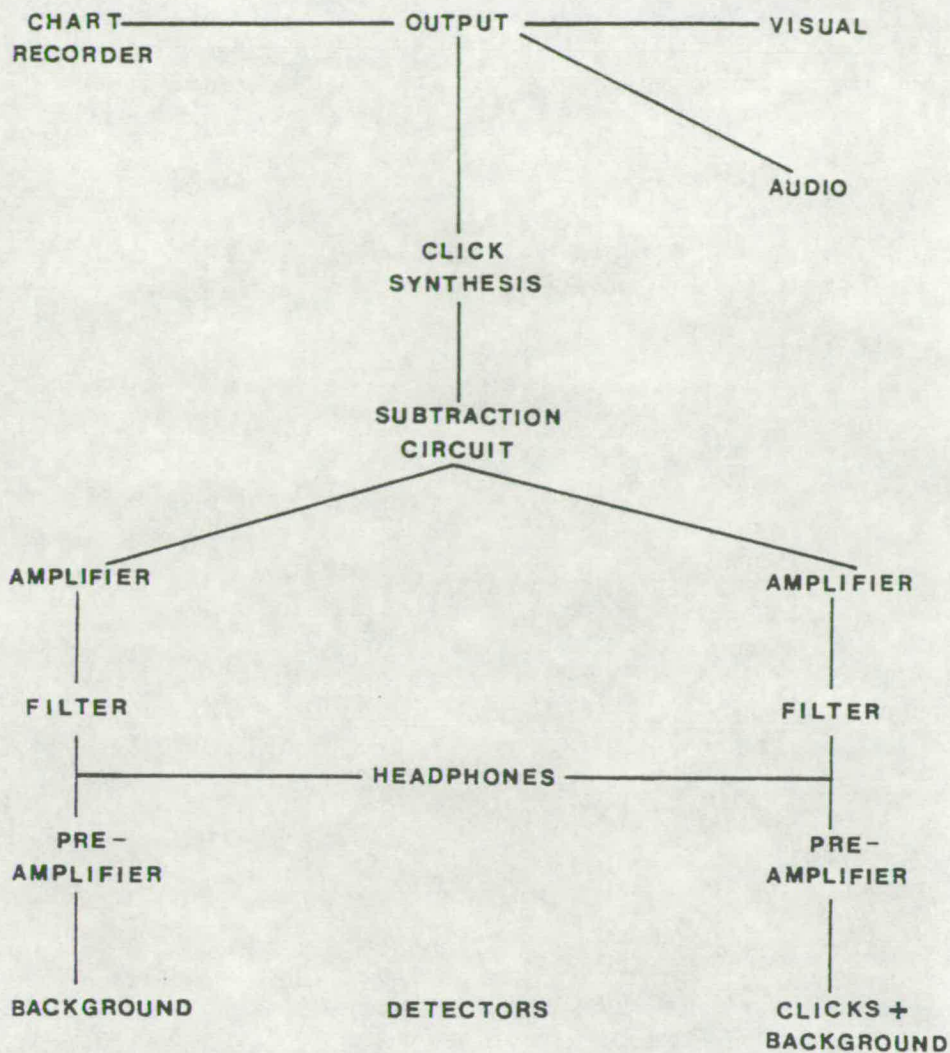 CHART OUTPUT VISUAL
RECORDER
AUDIO
CLICK
SYNTHESIS
SUBTRACTION
CIRCUIT
AMPLIFIER AMPLIFIER
FILTER FILTER
HEADPHONES
PRE- PRE-
AMPLIFIER AMPLIFIER
BACKGROUND DETECTORS CLICKS +
BACKGROUND